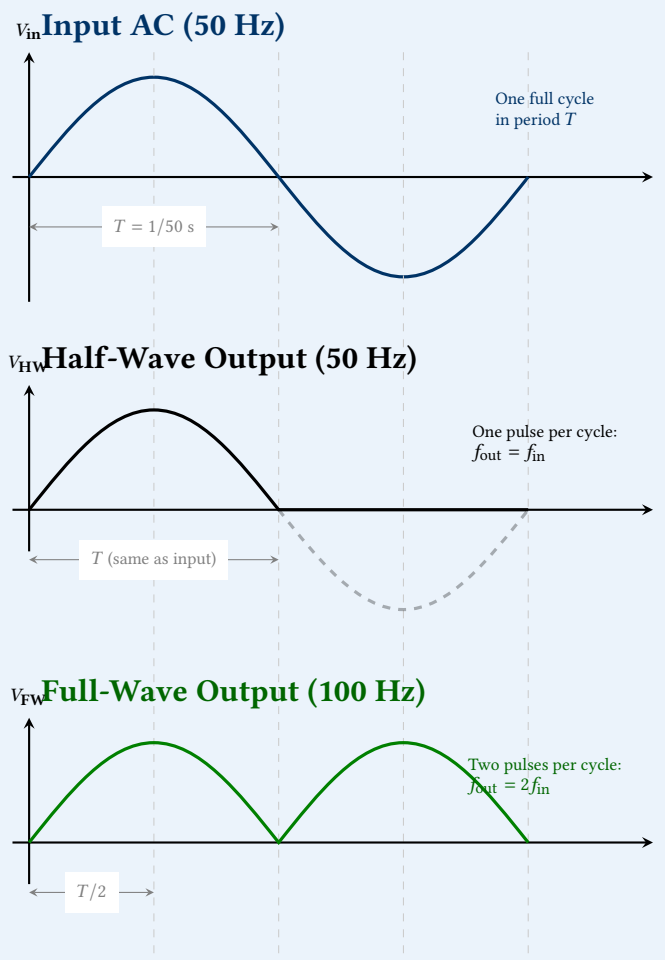 V_in Input AC (50 Hz)
One full cycle
in period T
T = 1/50 s
V_HW Half-Wave Output (50 Hz)
One pulse per cycle:
f_out = f_in
T (same as input)
V_FW Full-Wave Output (100 Hz)
Two pulses per cycle:
f_out = 2f_in
T/2